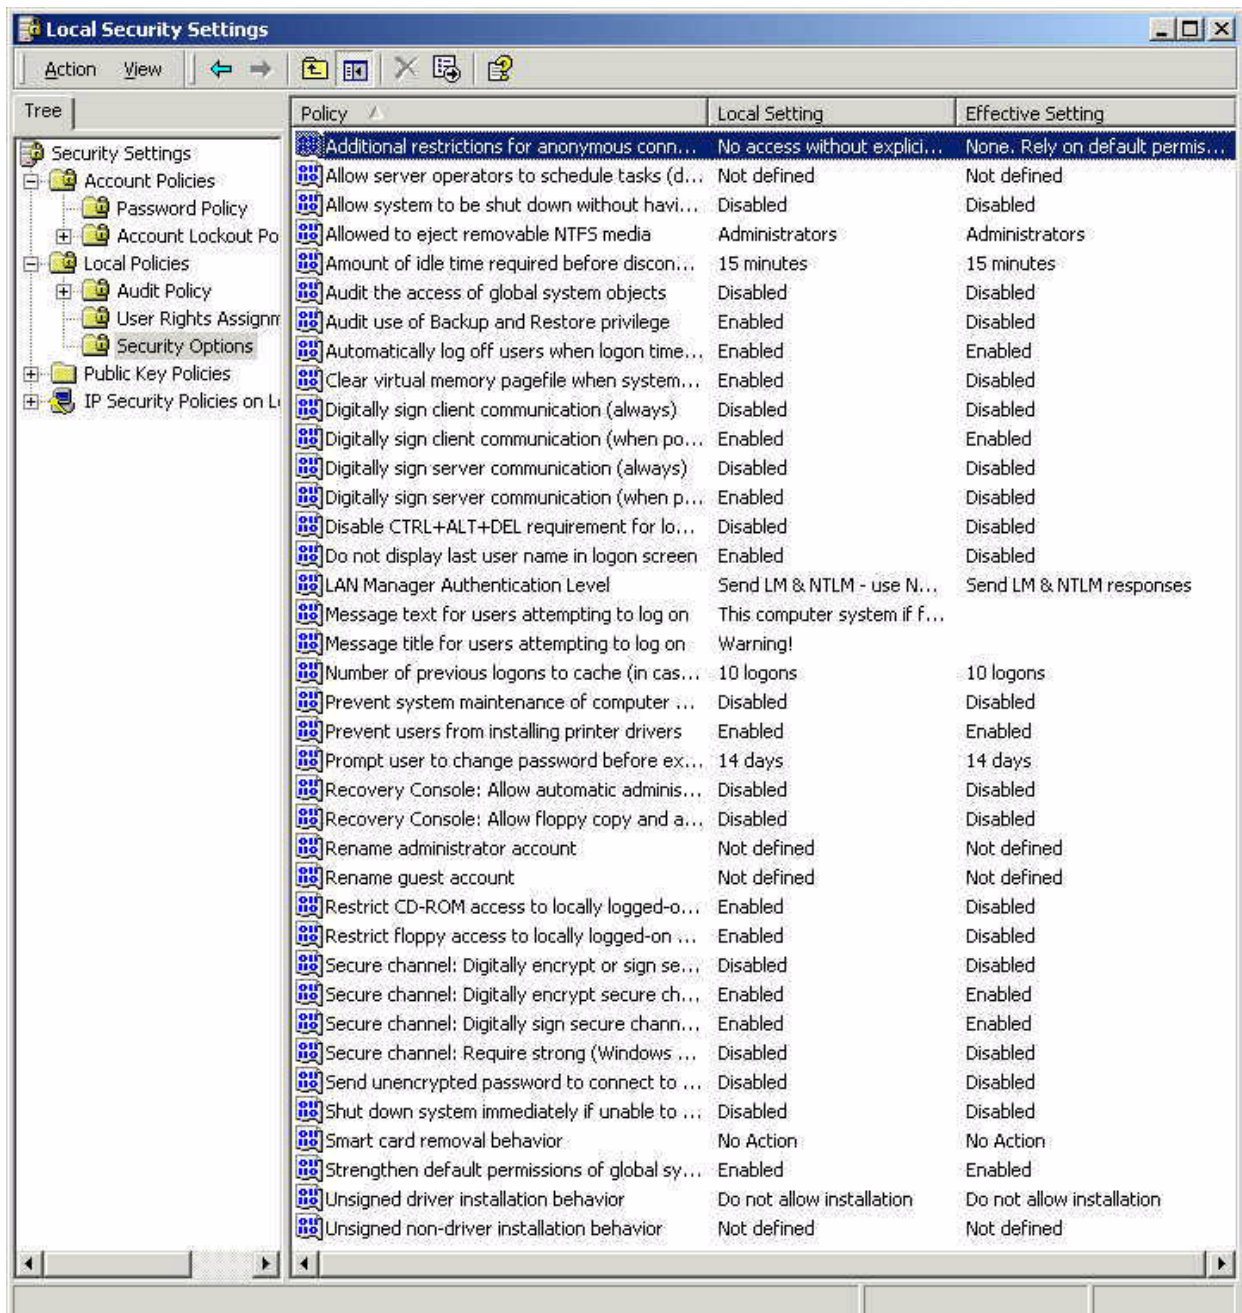 Local Security Settings
Action View
Tree
Policy Local Setting Effective Setting
Security Settings
Account Policies
Password Policy
Account Lockout Po
Local Policies
Audit Policy
User Rights Assignm
Security Options
Public Key Policies
IP Security Policies on L
Additional restrictions for anonymous conn... No access without explici... None. Rely on default permis...
Allow server operators to schedule tasks (d... Not defined Not defined
Allow system to be shut down without havi... Disabled Disabled
Allowed to eject removable NTFS media Administrators Administrators
Amount of idle time required before discon... 15 minutes 15 minutes
Audit the access of global system objects Disabled Disabled
Audit use of Backup and Restore privilege Enabled Disabled
Automatically log off users when logon time... Enabled Enabled
Clear virtual memory pagefile when system... Enabled Disabled
Digitally sign client communication (always) Disabled Disabled
Digitally sign client communication (when po... Enabled Enabled
Digitally sign server communication (always) Disabled Disabled
Digitally sign server communication (when p... Enabled Disabled
Disable CTRL+ALT+DEL requirement for lo... Disabled Disabled
Do not display last user name in logon screen Enabled Disabled
LAN Manager Authentication Level Send LM & NTLM - use N... Send LM & NTLM responses
Message text for users attempting to log on This computer system if f...
Message title for users attempting to log on Warning!
Number of previous logons to cache (in cas... 10 logons 10 logons
Prevent system maintenance of computer ... Disabled Disabled
Prevent users from installing printer drivers Enabled Enabled
Prompt user to change password before ex... 14 days 14 days
Recovery Console: Allow automatic adminis... Disabled Disabled
Recovery Console: Allow floppy copy and a... Disabled Disabled
Rename administrator account Not defined Not defined
Rename guest account Not defined Not defined
Restrict CD-ROM access to locally logged-o... Enabled Disabled
Restrict floppy access to locally logged-on ... Enabled Disabled
Secure channel: Digitally encrypt or sign se... Disabled Disabled
Secure channel: Digitally encrypt secure ch... Enabled Enabled
Secure channel: Digitally sign secure chann... Enabled Enabled
Secure channel: Require strong (Windows ... Disabled Disabled
Send unencrypted password to connect to ... Disabled Disabled
Shut down system immediately if unable to ... Disabled Disabled
Smart card removal behavior No Action No Action
Strengthen default permissions of global sy... Enabled Enabled
Unsigned driver installation behavior Do not allow installation Do not allow installation
Unsigned non-driver installation behavior Not defined Not defined